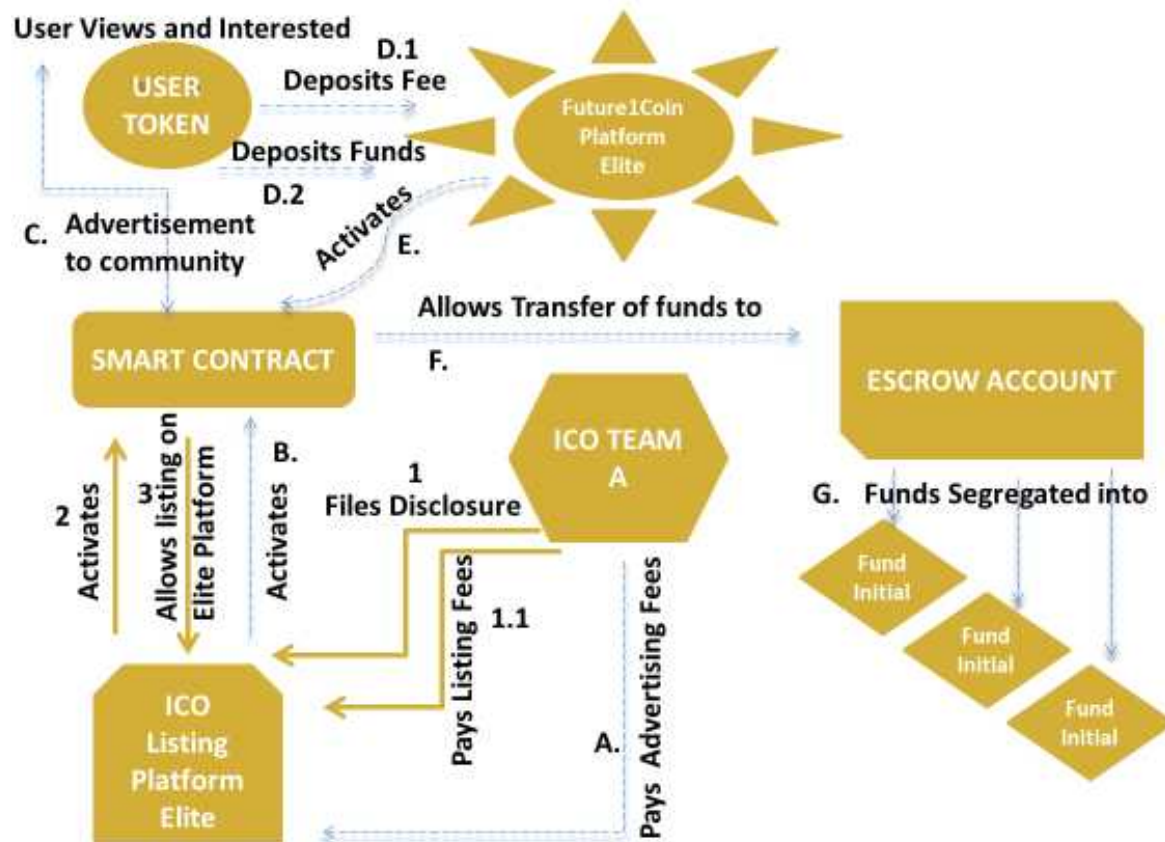 User Views and Interested
USER
TOKEN
D.1
Deposits Fee
Deposits Funds
D.2
Future1Coin
Platform
Elite
C. Advertisement
to community
Activates
E.
SMART CONTRACT
Allows Transfer of funds to
F.
ESCROW ACCOUNT
ICO TEAM
A
2
Activates
3
Allows listing on
Elite Platform
B.
Activates
1
Files Disclosure
1.1
Pays Listing Fees
A.
Pays Advertising Fees
G. Funds Segregated into
Fund
Initial
Fund
Initial
Fund
Initial
ICO
Listing
Platform
Elite